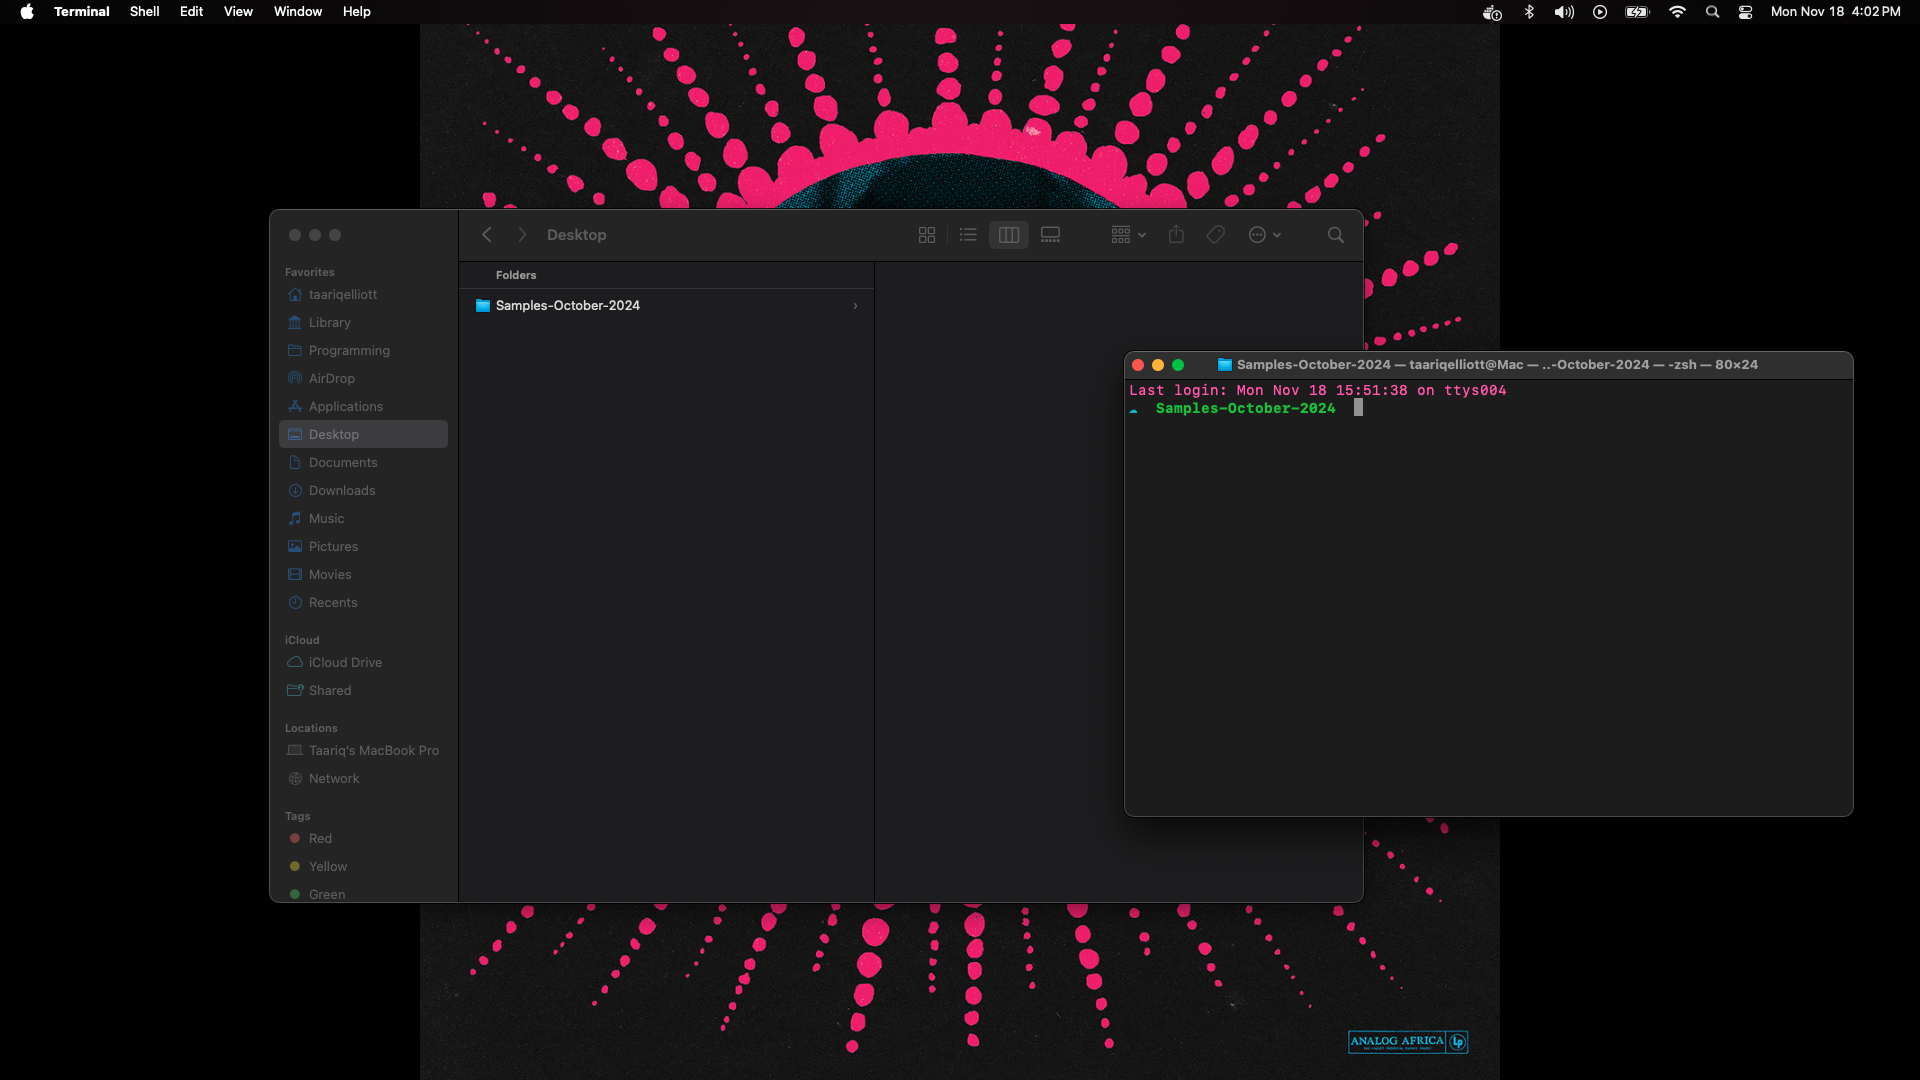 Terminal Shell Edit View Window Help
Mon Nov 18 4:02 PM
Desktop
Favorites
taariqelliott
Library
Programming
AirDrop
Applications
Desktop
Documents
Downloads
Music
Pictures
Movies
Recents
iCloud
iCloud Drive
Shared
Locations
Taariq's MacBook Pro
Network
Tags
Red
Yellow
Green
Folders
Samples-October-2024
Samples-October-2024 — taariqelliott@Mac — ..-October-2024 — -zsh — 80×24
Last login: Mon Nov 18 15:51:38 on ttys004
Samples-October-2024
ANALOG AFRICA